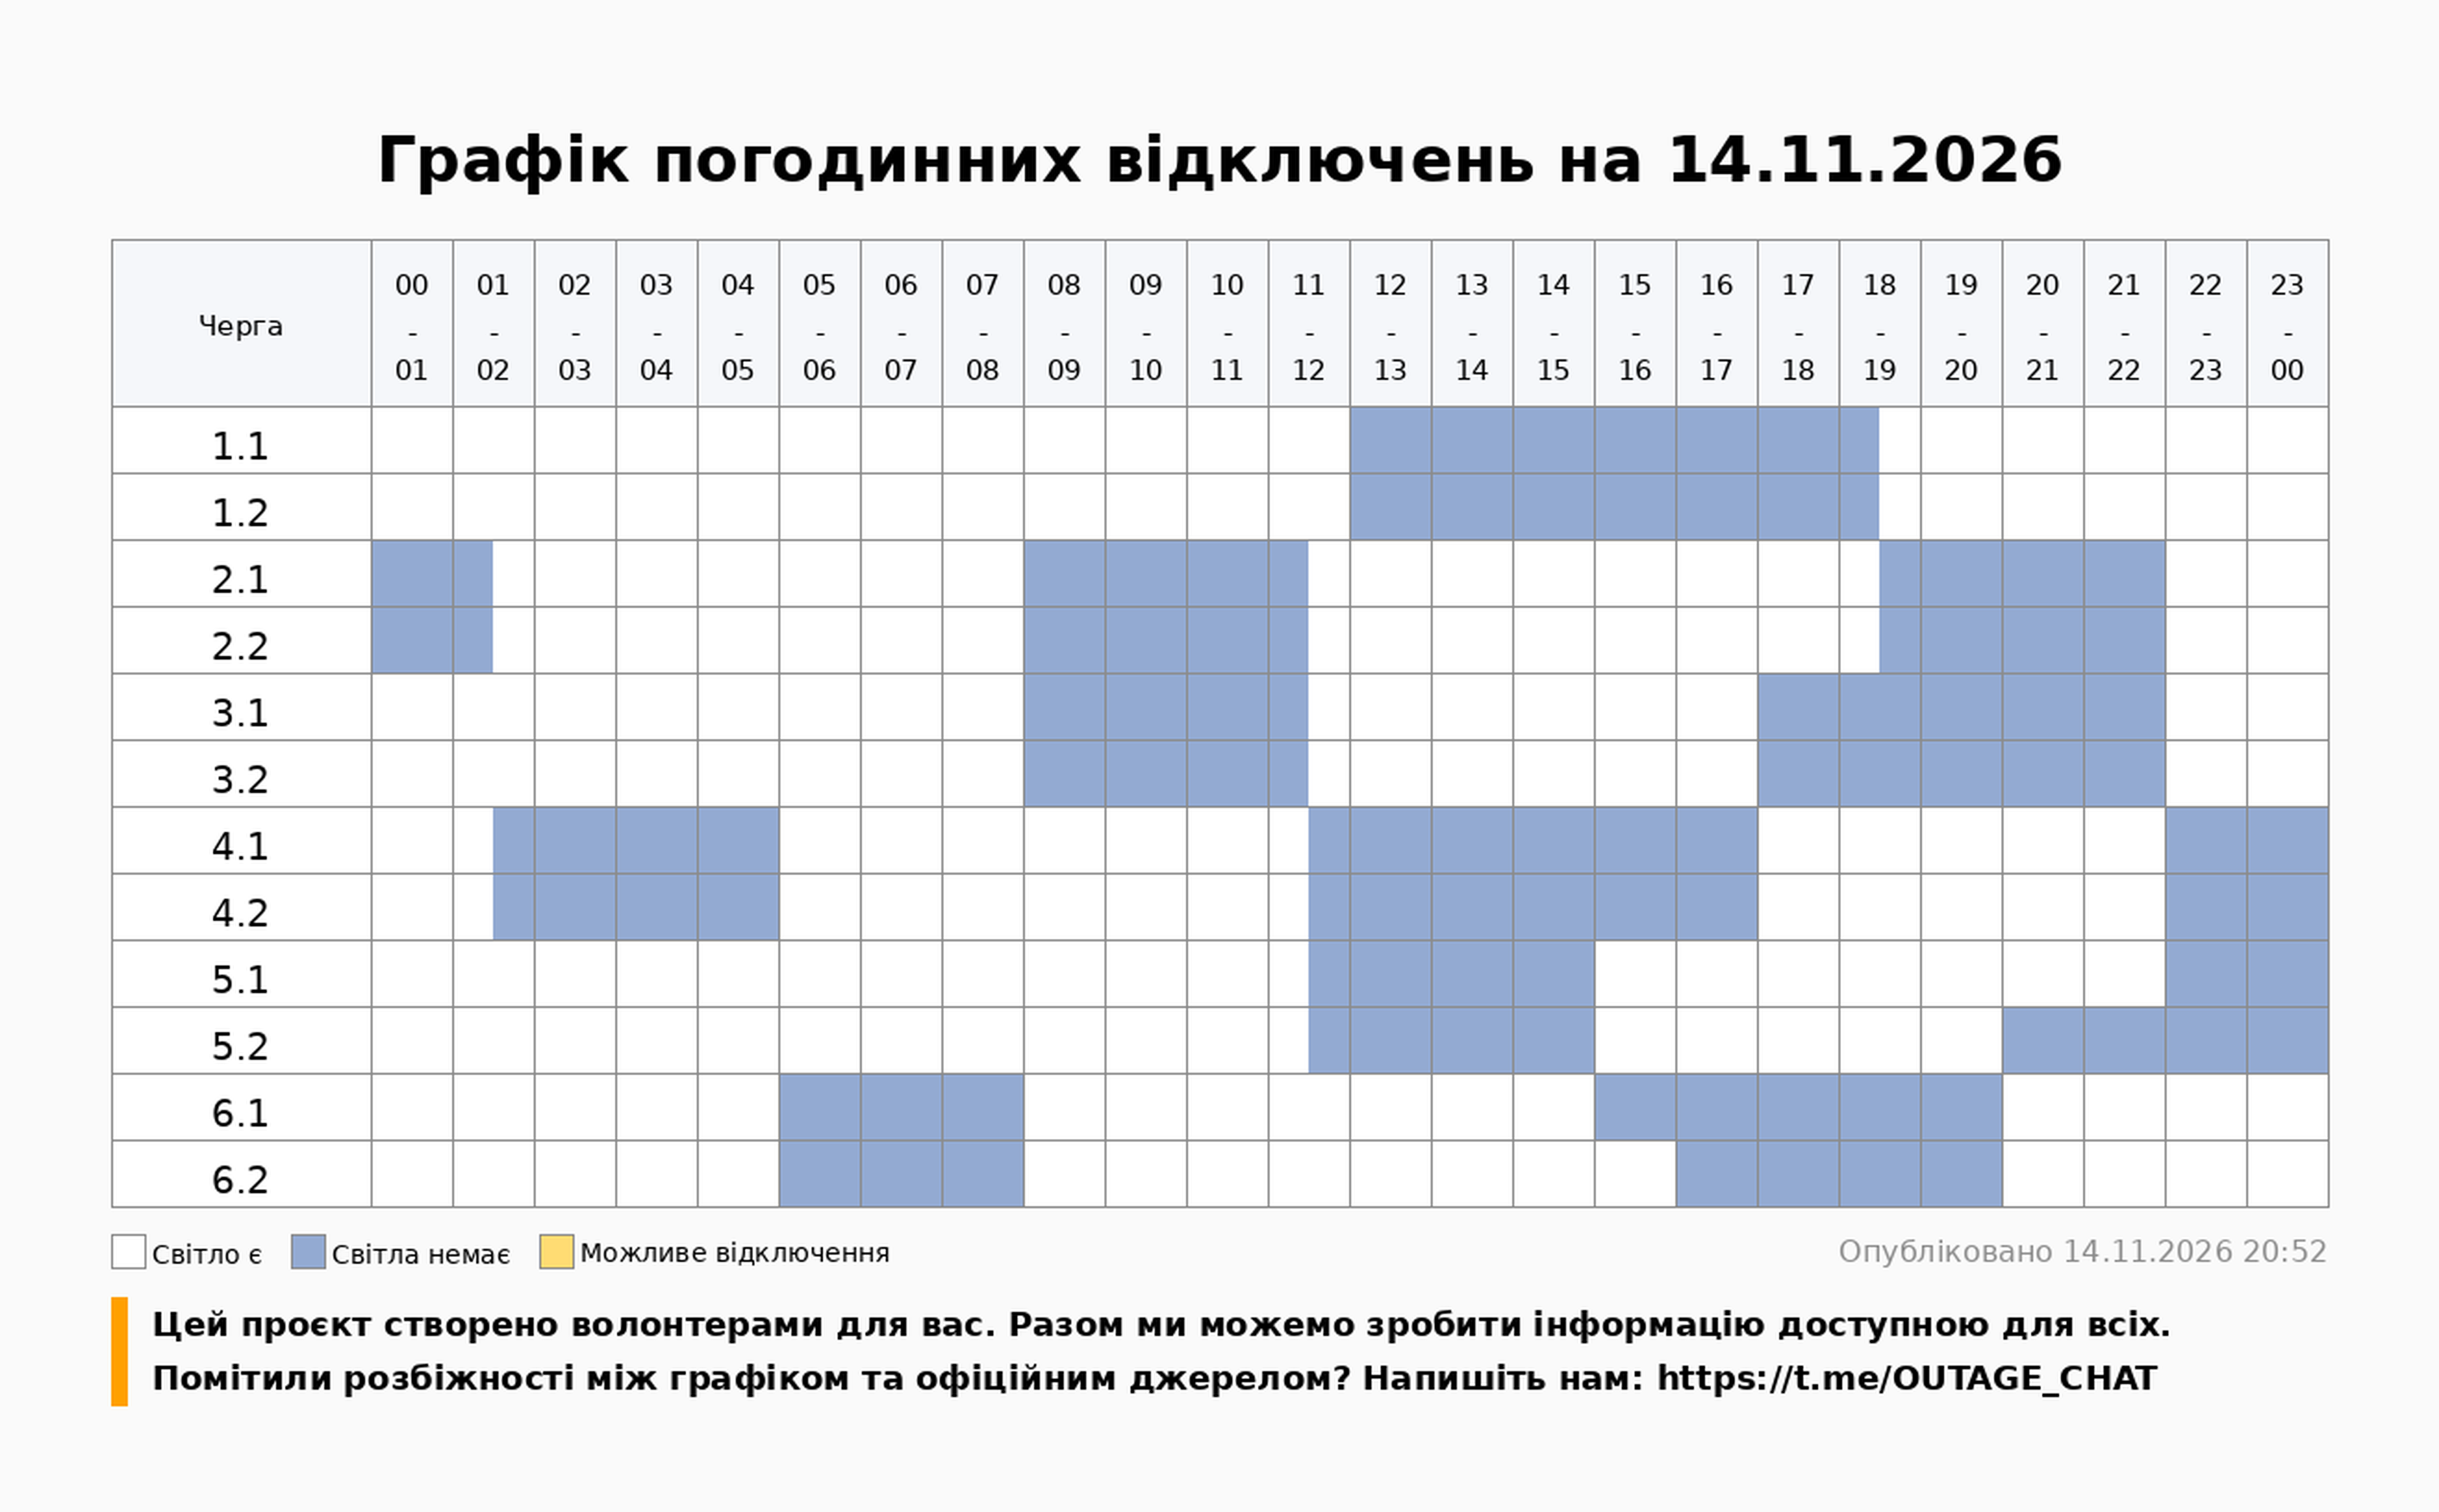 Графік погодинних відключень на 14.11.2026
Черга
00 - 01
01 - 02
02 - 03
03 - 04
04 - 05
05 - 06
06 - 07
07 - 08
08 - 09
09 - 10
10 - 11
11 - 12
12 - 13
13 - 14
14 - 15
15 - 16
16 - 17
17 - 18
18 - 19
19 - 20
20 - 21
21 - 22
22 - 23
23 - 00
1.1
1.2
2.1
2.2
3.1
3.2
4.1
4.2
5.1
5.2
6.1
6.2
Світло є
Світла немає
Можливе відключення
Опубліковано 14.11.2026 20:52
Цей проєкт створено волонтерами для вас. Разом ми можемо зробити інформацію доступною для всіх.
Помітили розбіжності між графіком та офіційним джерелом? Напишіть нам: https://t.me/OUTAGE_CHAT